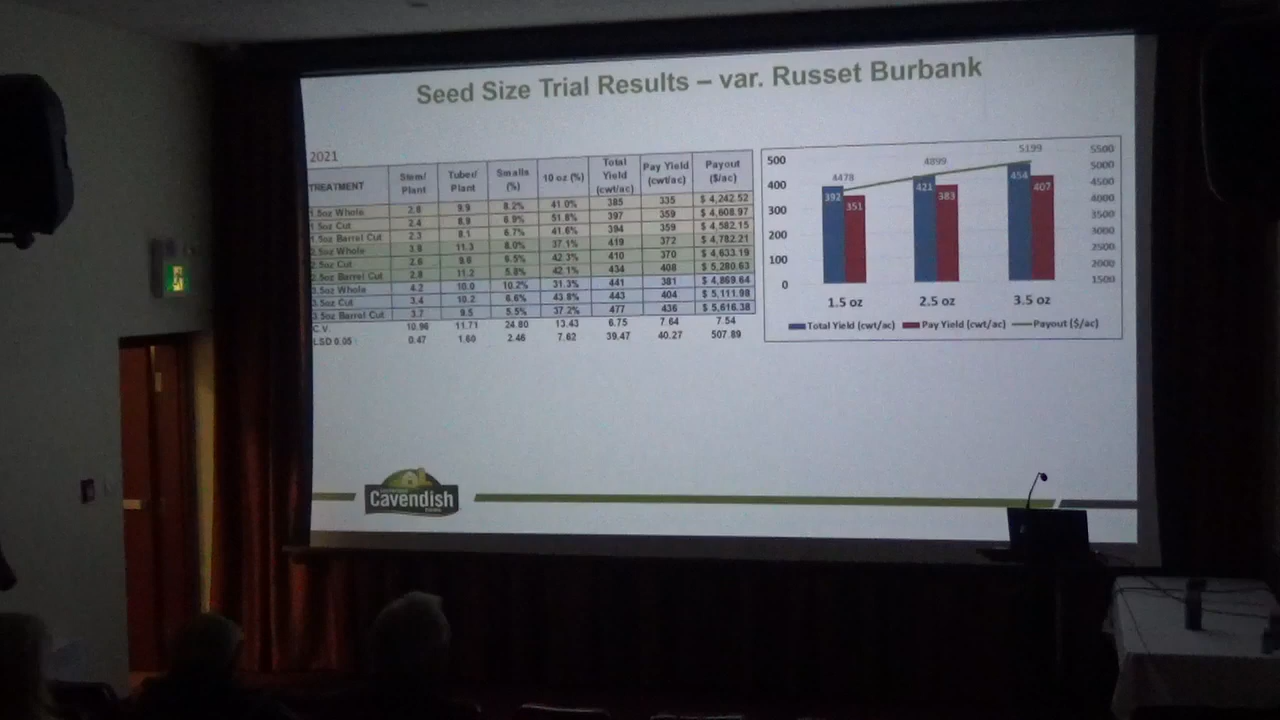 Seed Size Trial Results – var. Russet Burbank
2021
TREATMENT Stem/ Plant Tuber/ Plant Smalls (%) 10 oz (%) Total Yield (cwt/ac) Pay Yield (cwt/ac) Payout ($/ac)
1.5oz Whole 2.8 9.9 8.2% 41.0% 385 335 $ 4,242.52
1.5oz Cut 2.4 8.9 6.9% 51.8% 397 359 $ 4,608.97
1.5oz Barrel Cut 2.3 8.1 6.7% 41.6% 394 359 $ 4,582.15
2.5oz Whole 3.8 11.3 8.0% 37.1% 419 372 $ 4,782.21
2.5oz Cut 2.6 9.6 6.5% 42.3% 410 370 $ 4,633.19
2.5oz Barrel Cut 2.8 11.2 5.8% 42.1% 434 408 $ 5,280.63
3.5oz Whole 4.2 10.0 10.2% 31.3% 441 381 $ 4,869.64
3.5oz Cut 3.4 10.2 6.6% 43.8% 443 404 $ 5,111.98
3.5oz Barrel Cut 3.7 9.5 5.5% 37.2% 477 436 $ 5,616.38
C.V. 10.96 11.71 24.80 13.43 6.75 7.64 7.54
LSD 0.05 0.47 1.60 2.46 7.62 39.47 40.27 507.89
500
400
300
200
100
0
4478 4899 5199
392 351 421 383 454 407
5500
5000
4500
4000
3500
3000
2500
2000
1500
1.5 oz 2.5 oz 3.5 oz
Total Yield (cwt/ac) Pay Yield (cwt/ac) Payout ($/ac)
Cavendish